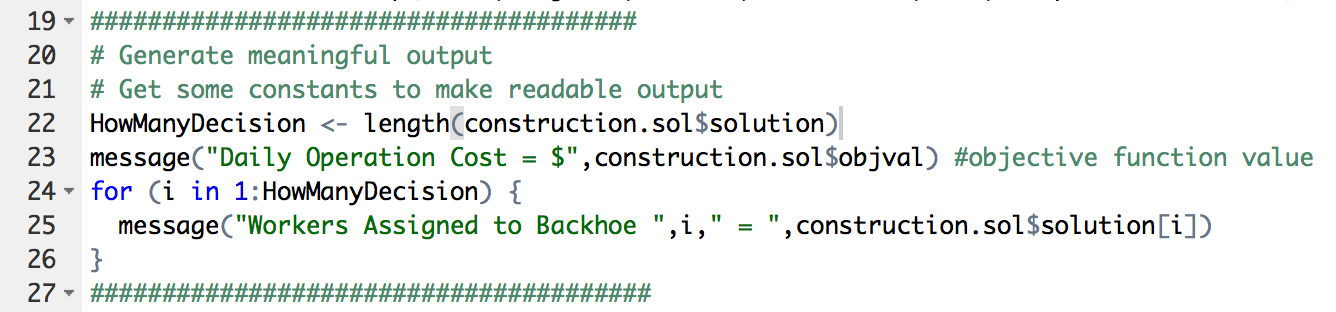 19 ######################################
20 # Generate meaningful output
21 # Get some constants to make readable output
22 HowManyDecision <- length(construction.sol$solution)
23 message("Daily Operation Cost = $",construction.sol$objval) #objective function value
24 for (i in 1:HowManyDecision) {
25   message("Workers Assigned to Backhoe ",i," = ",construction.sol$solution[i])
26 }
27 #######################################